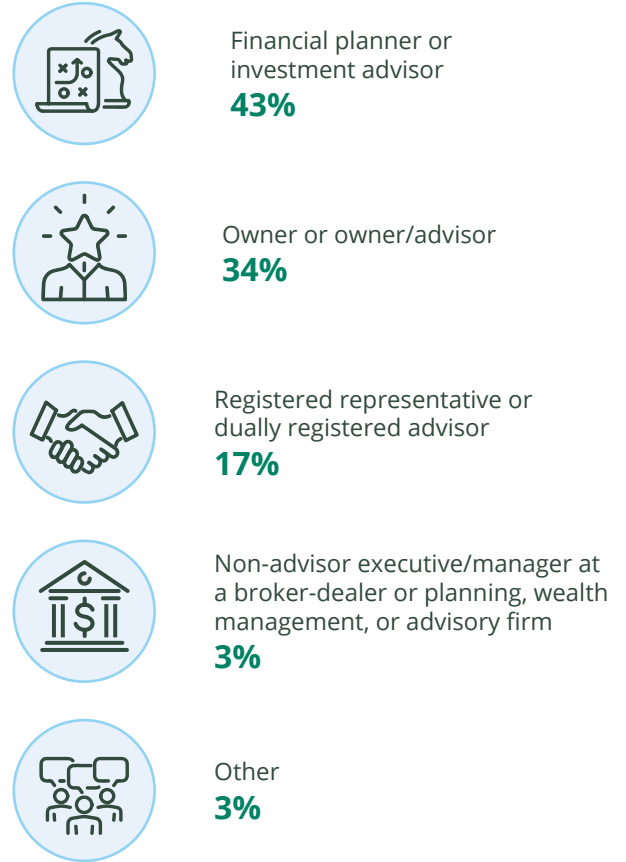 Financial planner or
investment advisor
43%
Owner or owner/advisor
34%
Registered representative or
dually registered advisor
17%
Non-advisor executive/manager at
a broker-dealer or planning, wealth
management, or advisory firm
3%
Other
3%